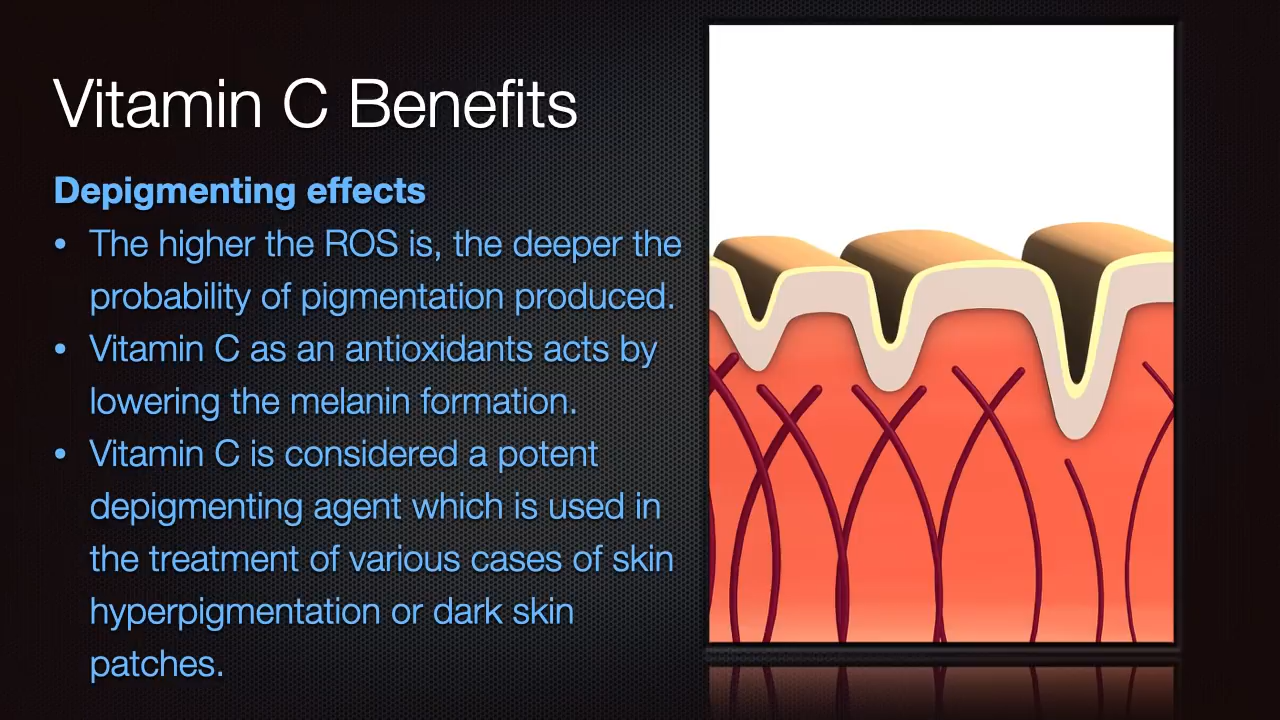 Vitamin C Benefits
Depigmenting effects
• The higher the ROS is, the deeper the
probability of pigmentation produced.
• Vitamin C as an antioxidants acts by
lowering the melanin formation.
• Vitamin C is considered a potent
depigmenting agent which is used in
the treatment of various cases of skin
hyperpigmentation or dark skin
patches.